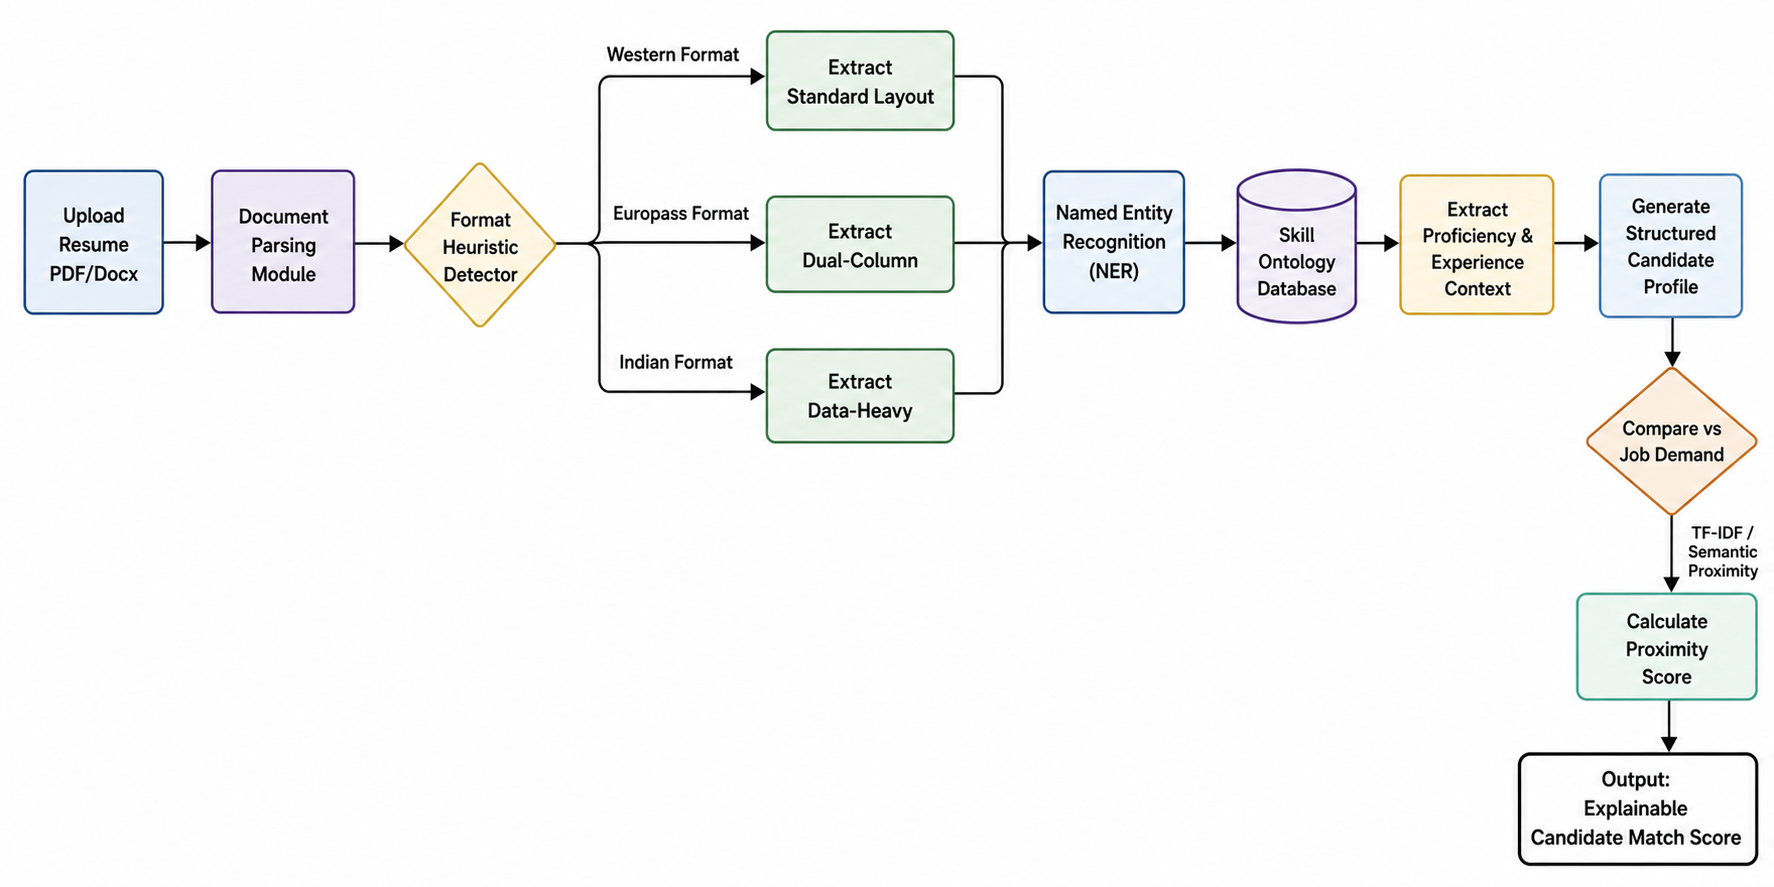 Upload
Resume
PDF/Docx
Document
Parsing
Module
Format
Heuristic
Detector
Western Format
Europass Format
Indian Format
Extract
Standard Layout
Extract
Dual-Column
Extract
Data-Heavy
Named Entity
Recognition
(NER)
Skill
Ontology
Database
Extract
Proficiency &
Experience
Context
Generate
Structured
Candidate
Profile
Compare vs
Job Demand
TF-IDF /
Semantic
Proximity
Calculate
Proximity
Score
Output:
Explainable
Candidate Match Score